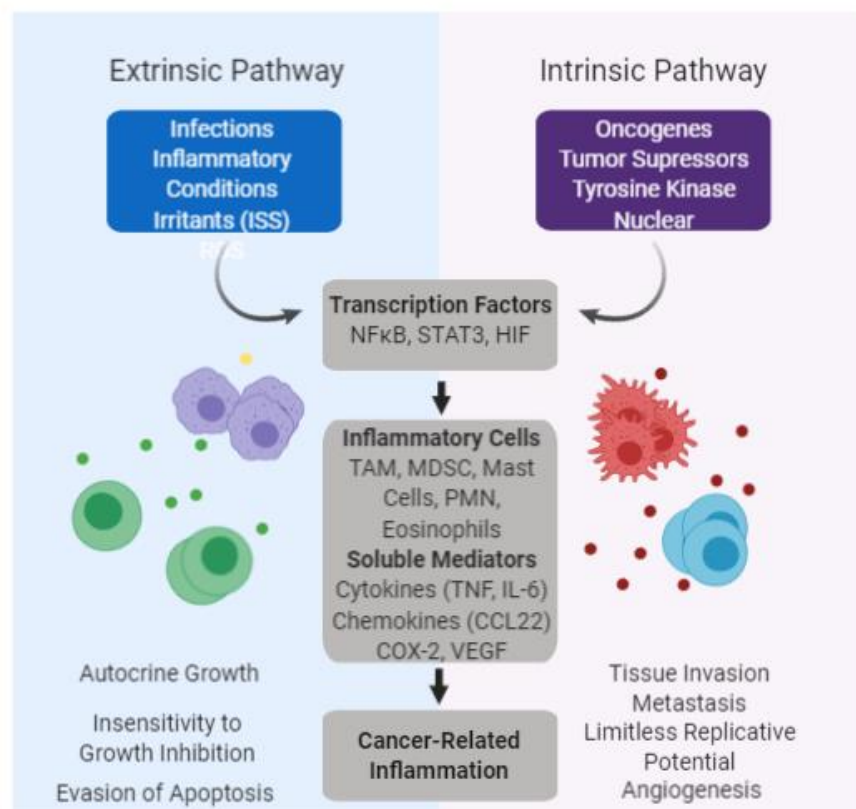 Extrinsic Pathway
Intrinsic Pathway
Infections
Inflammatory
Conditions
Irritants (ISS)
ROS
Oncogenes
Tumor Supressors
Tyrosine Kinase
Nuclear
Transcription Factors
NFκB, STAT3, HIF
Inflammatory Cells
TAM, MDSC, Mast
Cells, PMN,
Eosinophils
Soluble Mediators
Cytokines (TNF, IL-6)
Chemokines (CCL22)
COX-2, VEGF
Cancer-Related
Inflammation
Autocrine Growth
Insensitivity to
Growth Inhibition
Evasion of Apoptosis
Tissue Invasion
Metastasis
Limitless Replicative
Potential
Angiogenesis